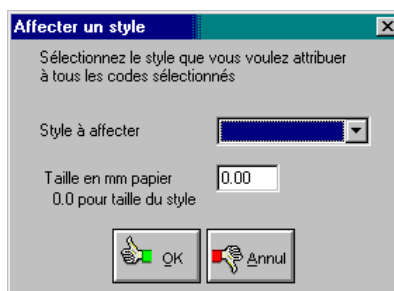 Affecter un style
Sélectionnez le style que vous voulez attribuer
à tous les codes sélectionnés
Style à affecter
Taille en mm papier 0.00
0.0 pour taille du style
OK Annul